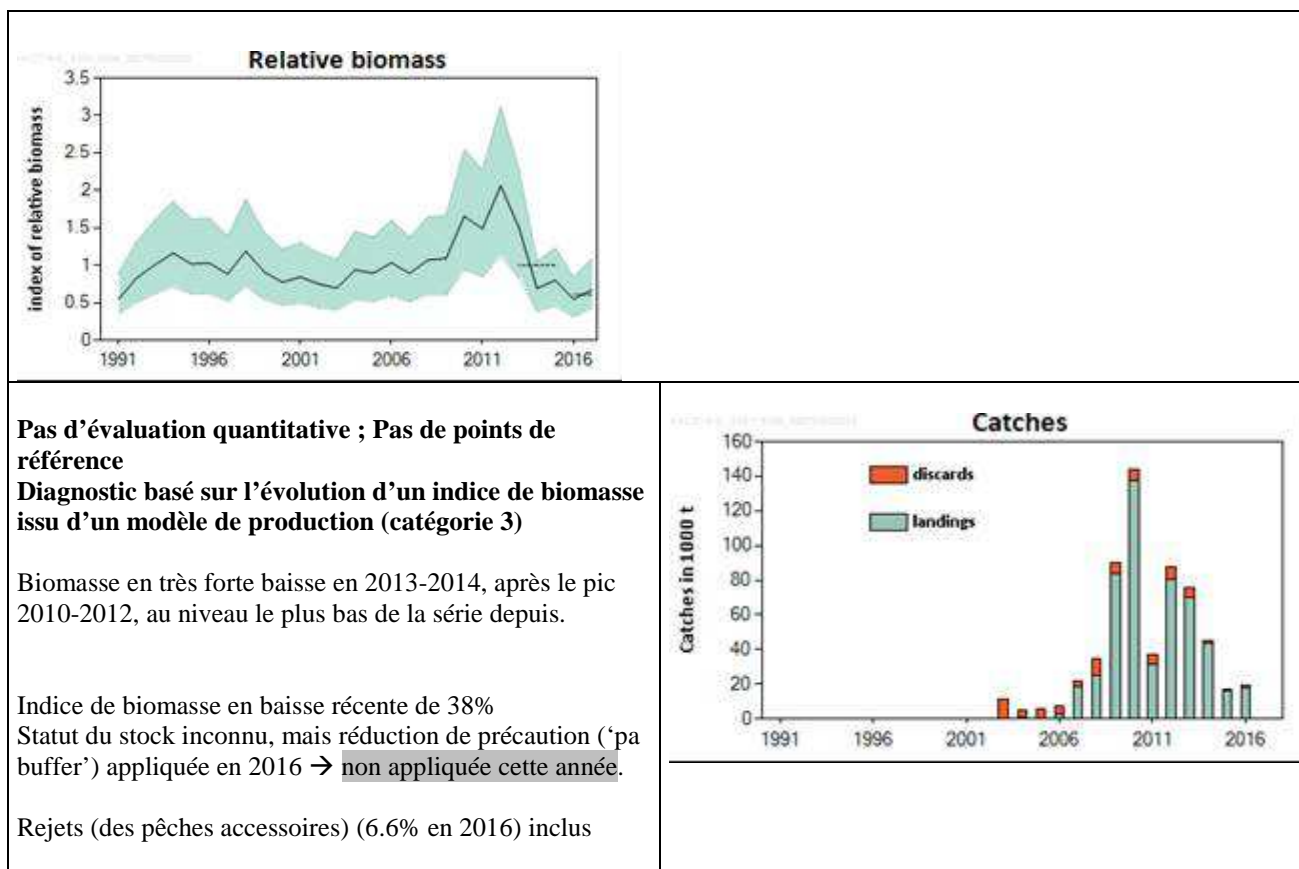 Relative biomass
3.5
3
2.5
2
1.5
1
0.5
0
index of relative biomass
1991 1996 2001 2006 2011 2016
Pas d’évaluation quantitative ; Pas de points de
référence
Diagnostic basé sur l’évolution d’un indice de biomasse
issu d’un modèle de production (catégorie 3)
Biomasse en très forte baisse en 2013-2014, après le pic
2010-2012, au niveau le plus bas de la série depuis.
Indice de biomasse en baisse récente de 38%
Statut du stock inconnu, mais réduction de précaution (‘pa
buffer’) appliquée en 2016 → non appliquée cette année.
Rejets (des pêches accessoires) (6.6% en 2016) inclus
Catches
160
140
120
100
80
60
40
20
0
Catches in 1000 t
discards
landings
1991 1996 2001 2006 2011 2016